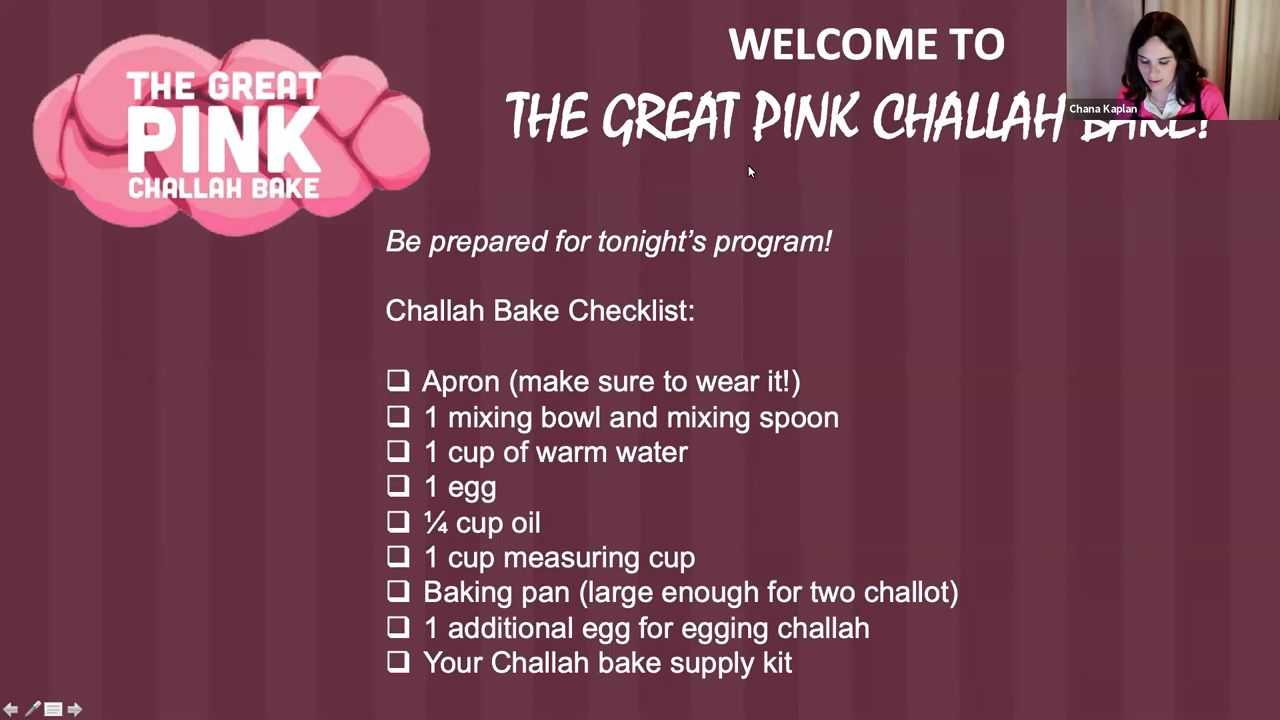 THE GREAT
PINK
CHALLAH BAKE
WELCOME TO
THE GREAT PINK CHALLAH BAKE!
Chana Kaplan
Be prepared for tonight’s program!
Challah Bake Checklist:
❑ Apron (make sure to wear it!)
❑ 1 mixing bowl and mixing spoon
❑ 1 cup of warm water
❑ 1 egg
❑ ¼ cup oil
❑ 1 cup measuring cup
❑ Baking pan (large enough for two challot)
❑ 1 additional egg for egging challah
❑ Your Challah bake supply kit